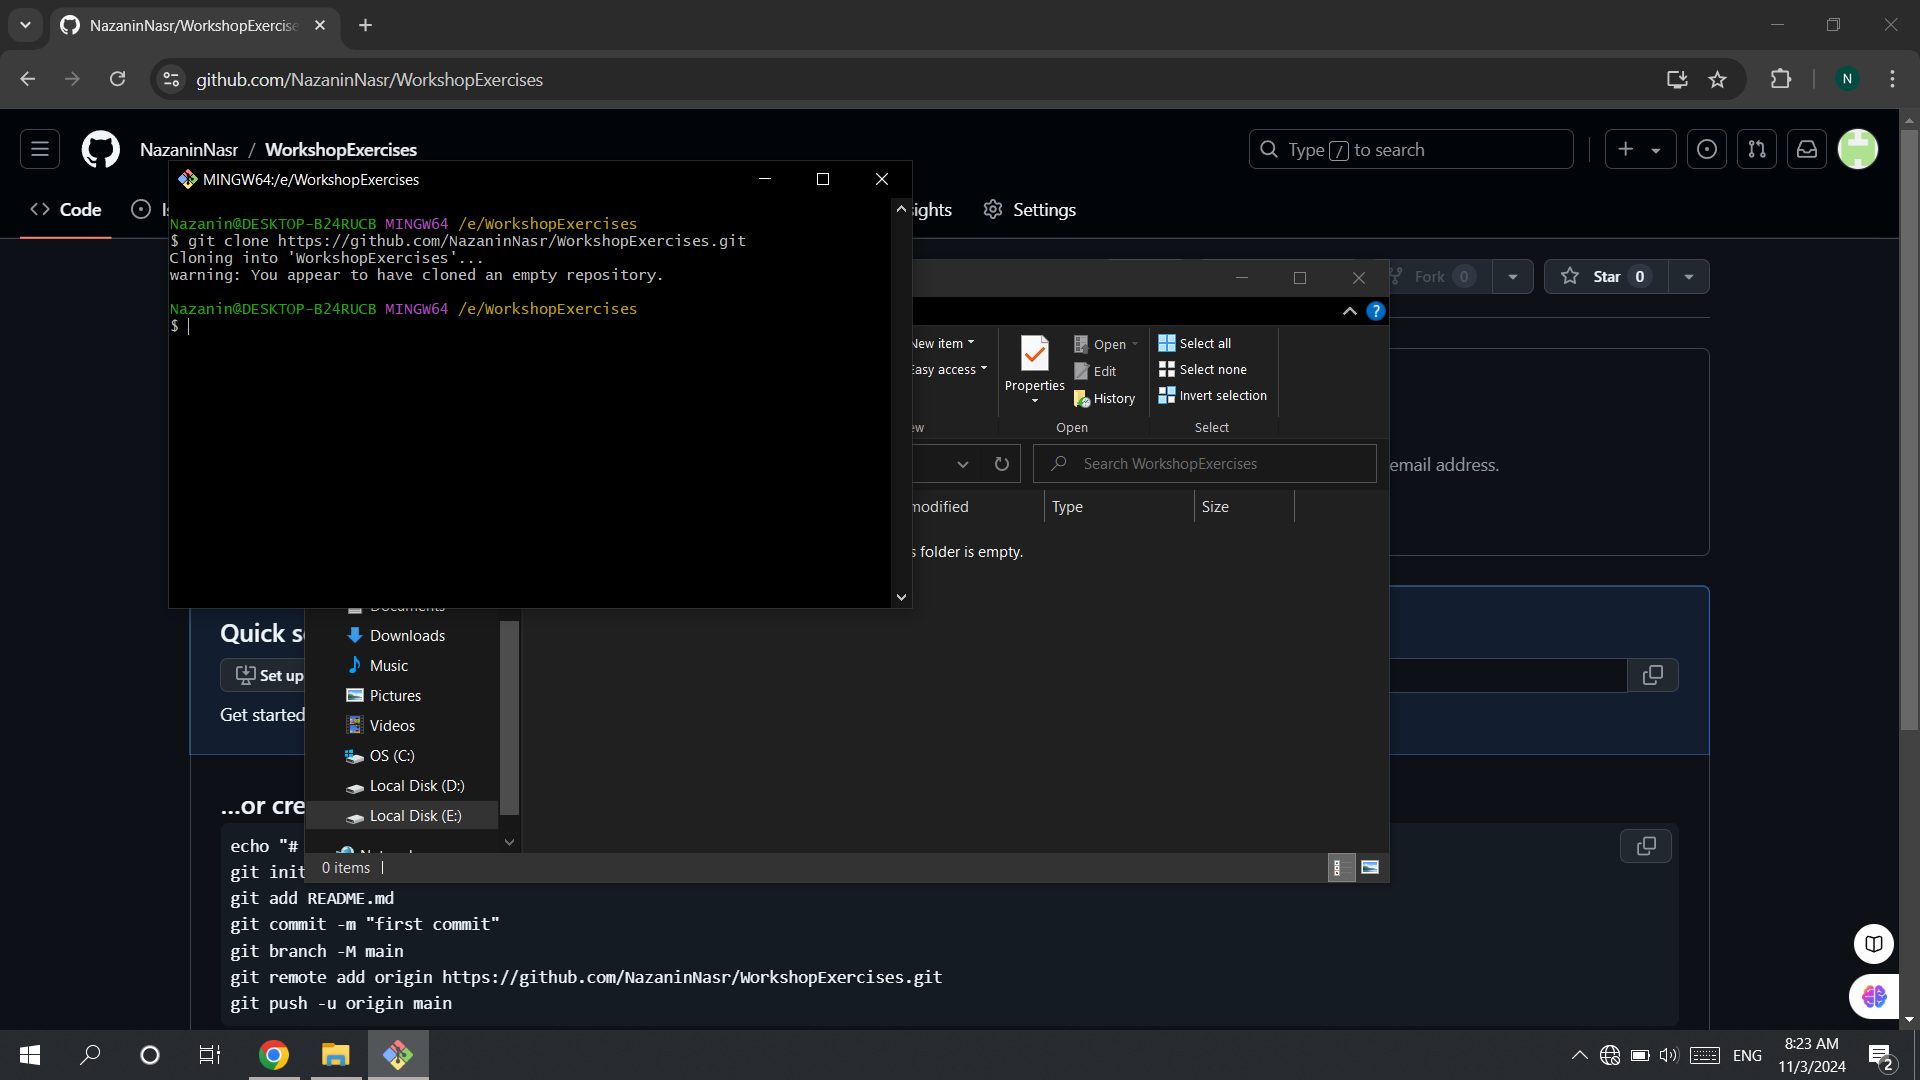 NazaninNasr/WorkshopExercise
github.com/NazaninNasr/WorkshopExercises
N
NazaninNasr / WorkshopExercises
Type / to search
MINGW64:/e/WorkshopExercises
Code
Settings
Nazanin@DESKTOP-B24RUCB MINGW64 /e/WorkshopExercises
$ git clone https://github.com/NazaninNasr/WorkshopExercises.git
Cloning into 'WorkshopExercises'...
warning: You appear to have cloned an empty repository.
Nazanin@DESKTOP-B24RUCB MINGW64 /e/WorkshopExercises
$
Fork 0
Star 0
New item
Easy access
Properties
Open
Edit
History
Select all
Select none
Invert selection
Open
Select
Search WorkshopExercises
email address.
modified
Type
Size
folder is empty.
Documents
Downloads
Music
Pictures
Videos
OS (C:)
Local Disk (D:)
Local Disk (E:)
0 items
Quick s
Set up
Get started
...or cre
echo "#
git init
git add README.md
git commit -m "first commit"
git branch -M main
git remote add origin https://github.com/NazaninNasr/WorkshopExercises.git
git push -u origin main
ENG
8:23 AM
11/3/2024
2